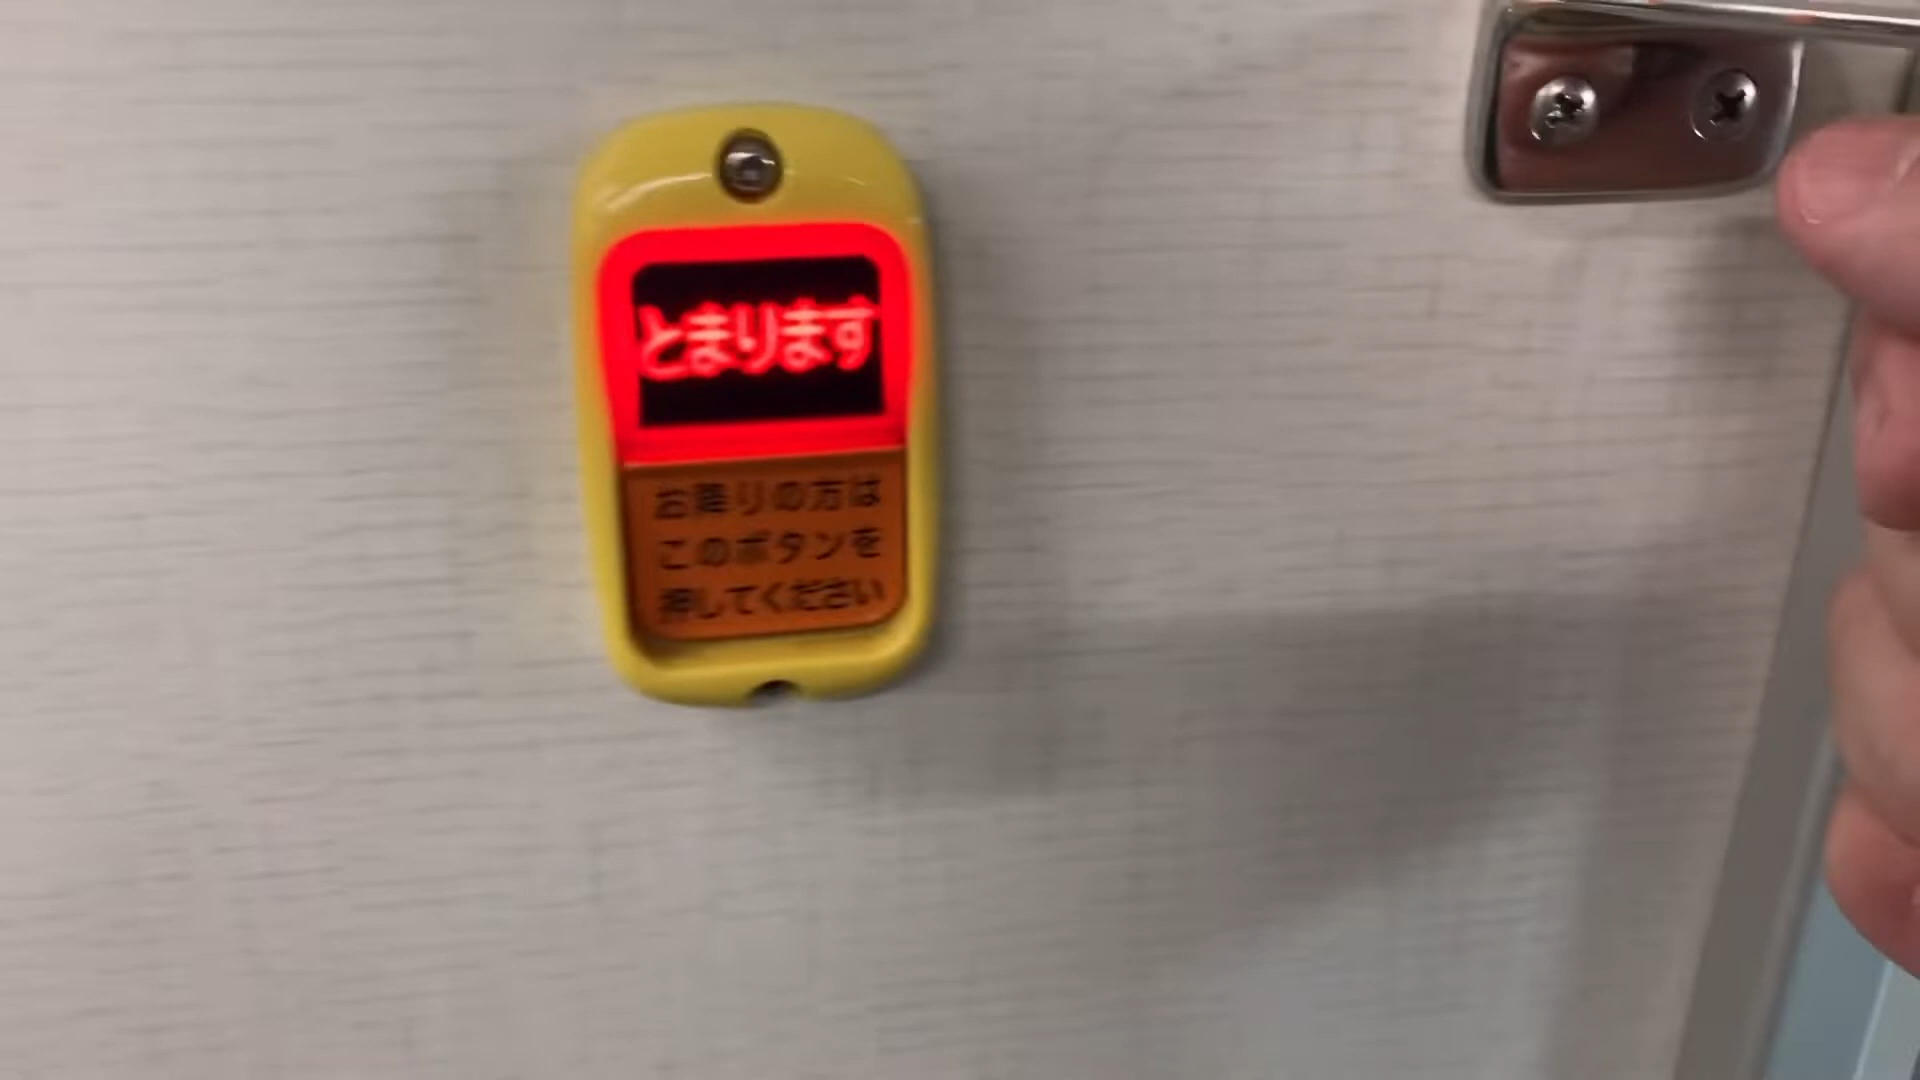 とまります
お降りの方は
このボタンを
押してください